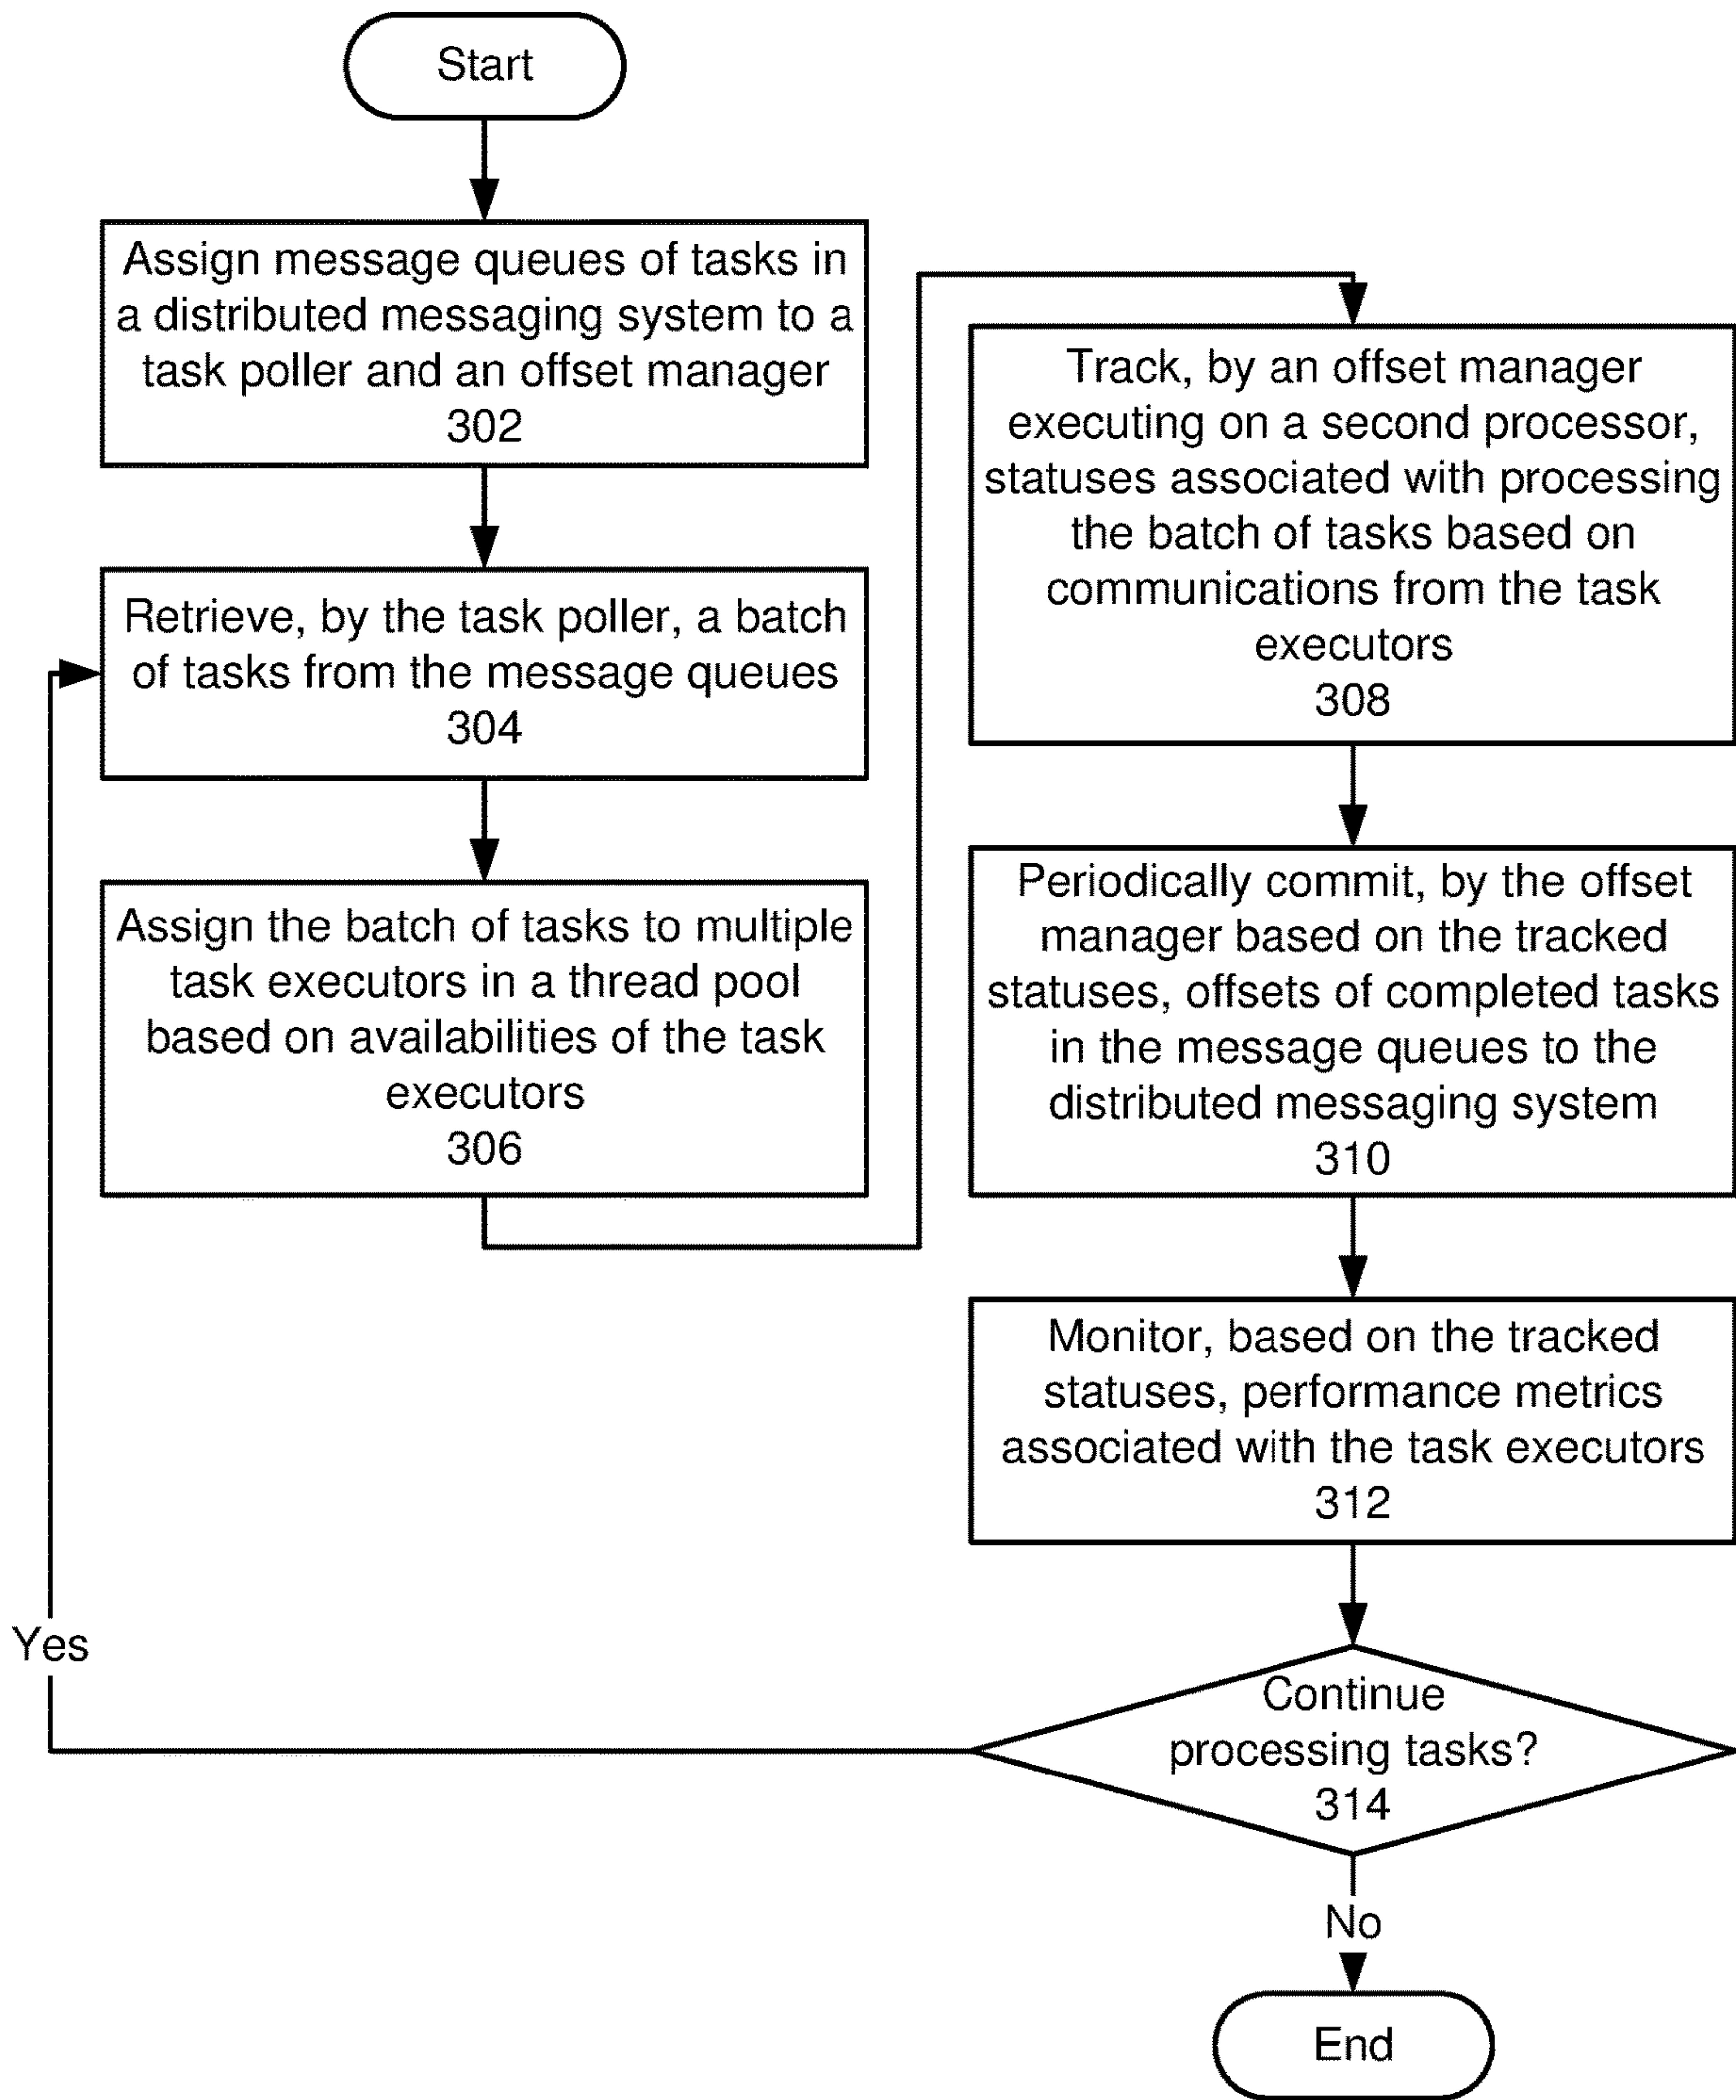 Start
Assign message queues of tasks in
a distributed messaging system to a
task poller and an offset manager
302
Retrieve, by the task poller, a batch
of tasks from the message queues
304
Assign the batch of tasks to multiple
task executors in a thread pool
based on availabilities of the task
executors
306
Track, by an offset manager
executing on a second processor,
statuses associated with processing
the batch of tasks based on
communications from the task
executors
308
Periodically commit, by the offset
manager based on the tracked
statuses, offsets of completed tasks
in the message queues to the
distributed messaging system
310
Monitor, based on the tracked
statuses, performance metrics
associated with the task executors
312
Yes
Continue
processing tasks?
314
No
End